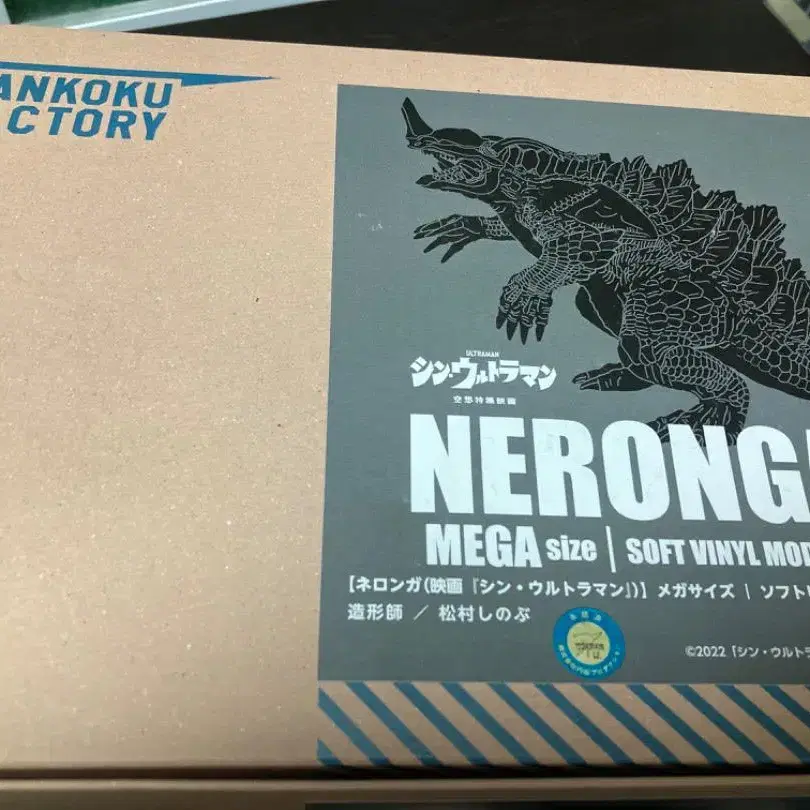 ANKOKU
CTORY
ULTRAMAN
シン・ウルトラマン
空想特撮映画
NERONGA
MEGA size | SOFT VINYL MOD
【ネロンガ(映画『シン・ウルトラマン』)】メガサイズ | ソフト
造形師 / 松村しのぶ
©2022「シン・ウルトラ